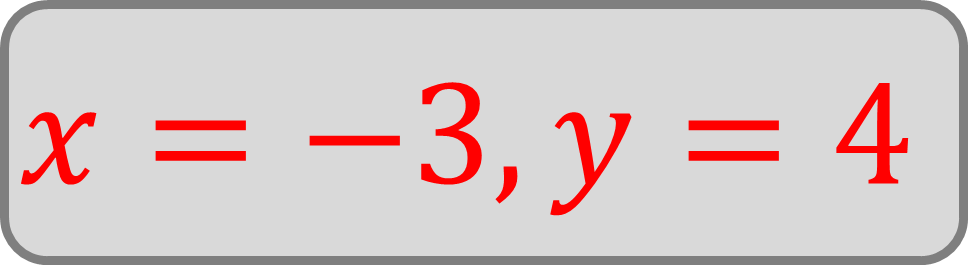 x = −3, y = 4